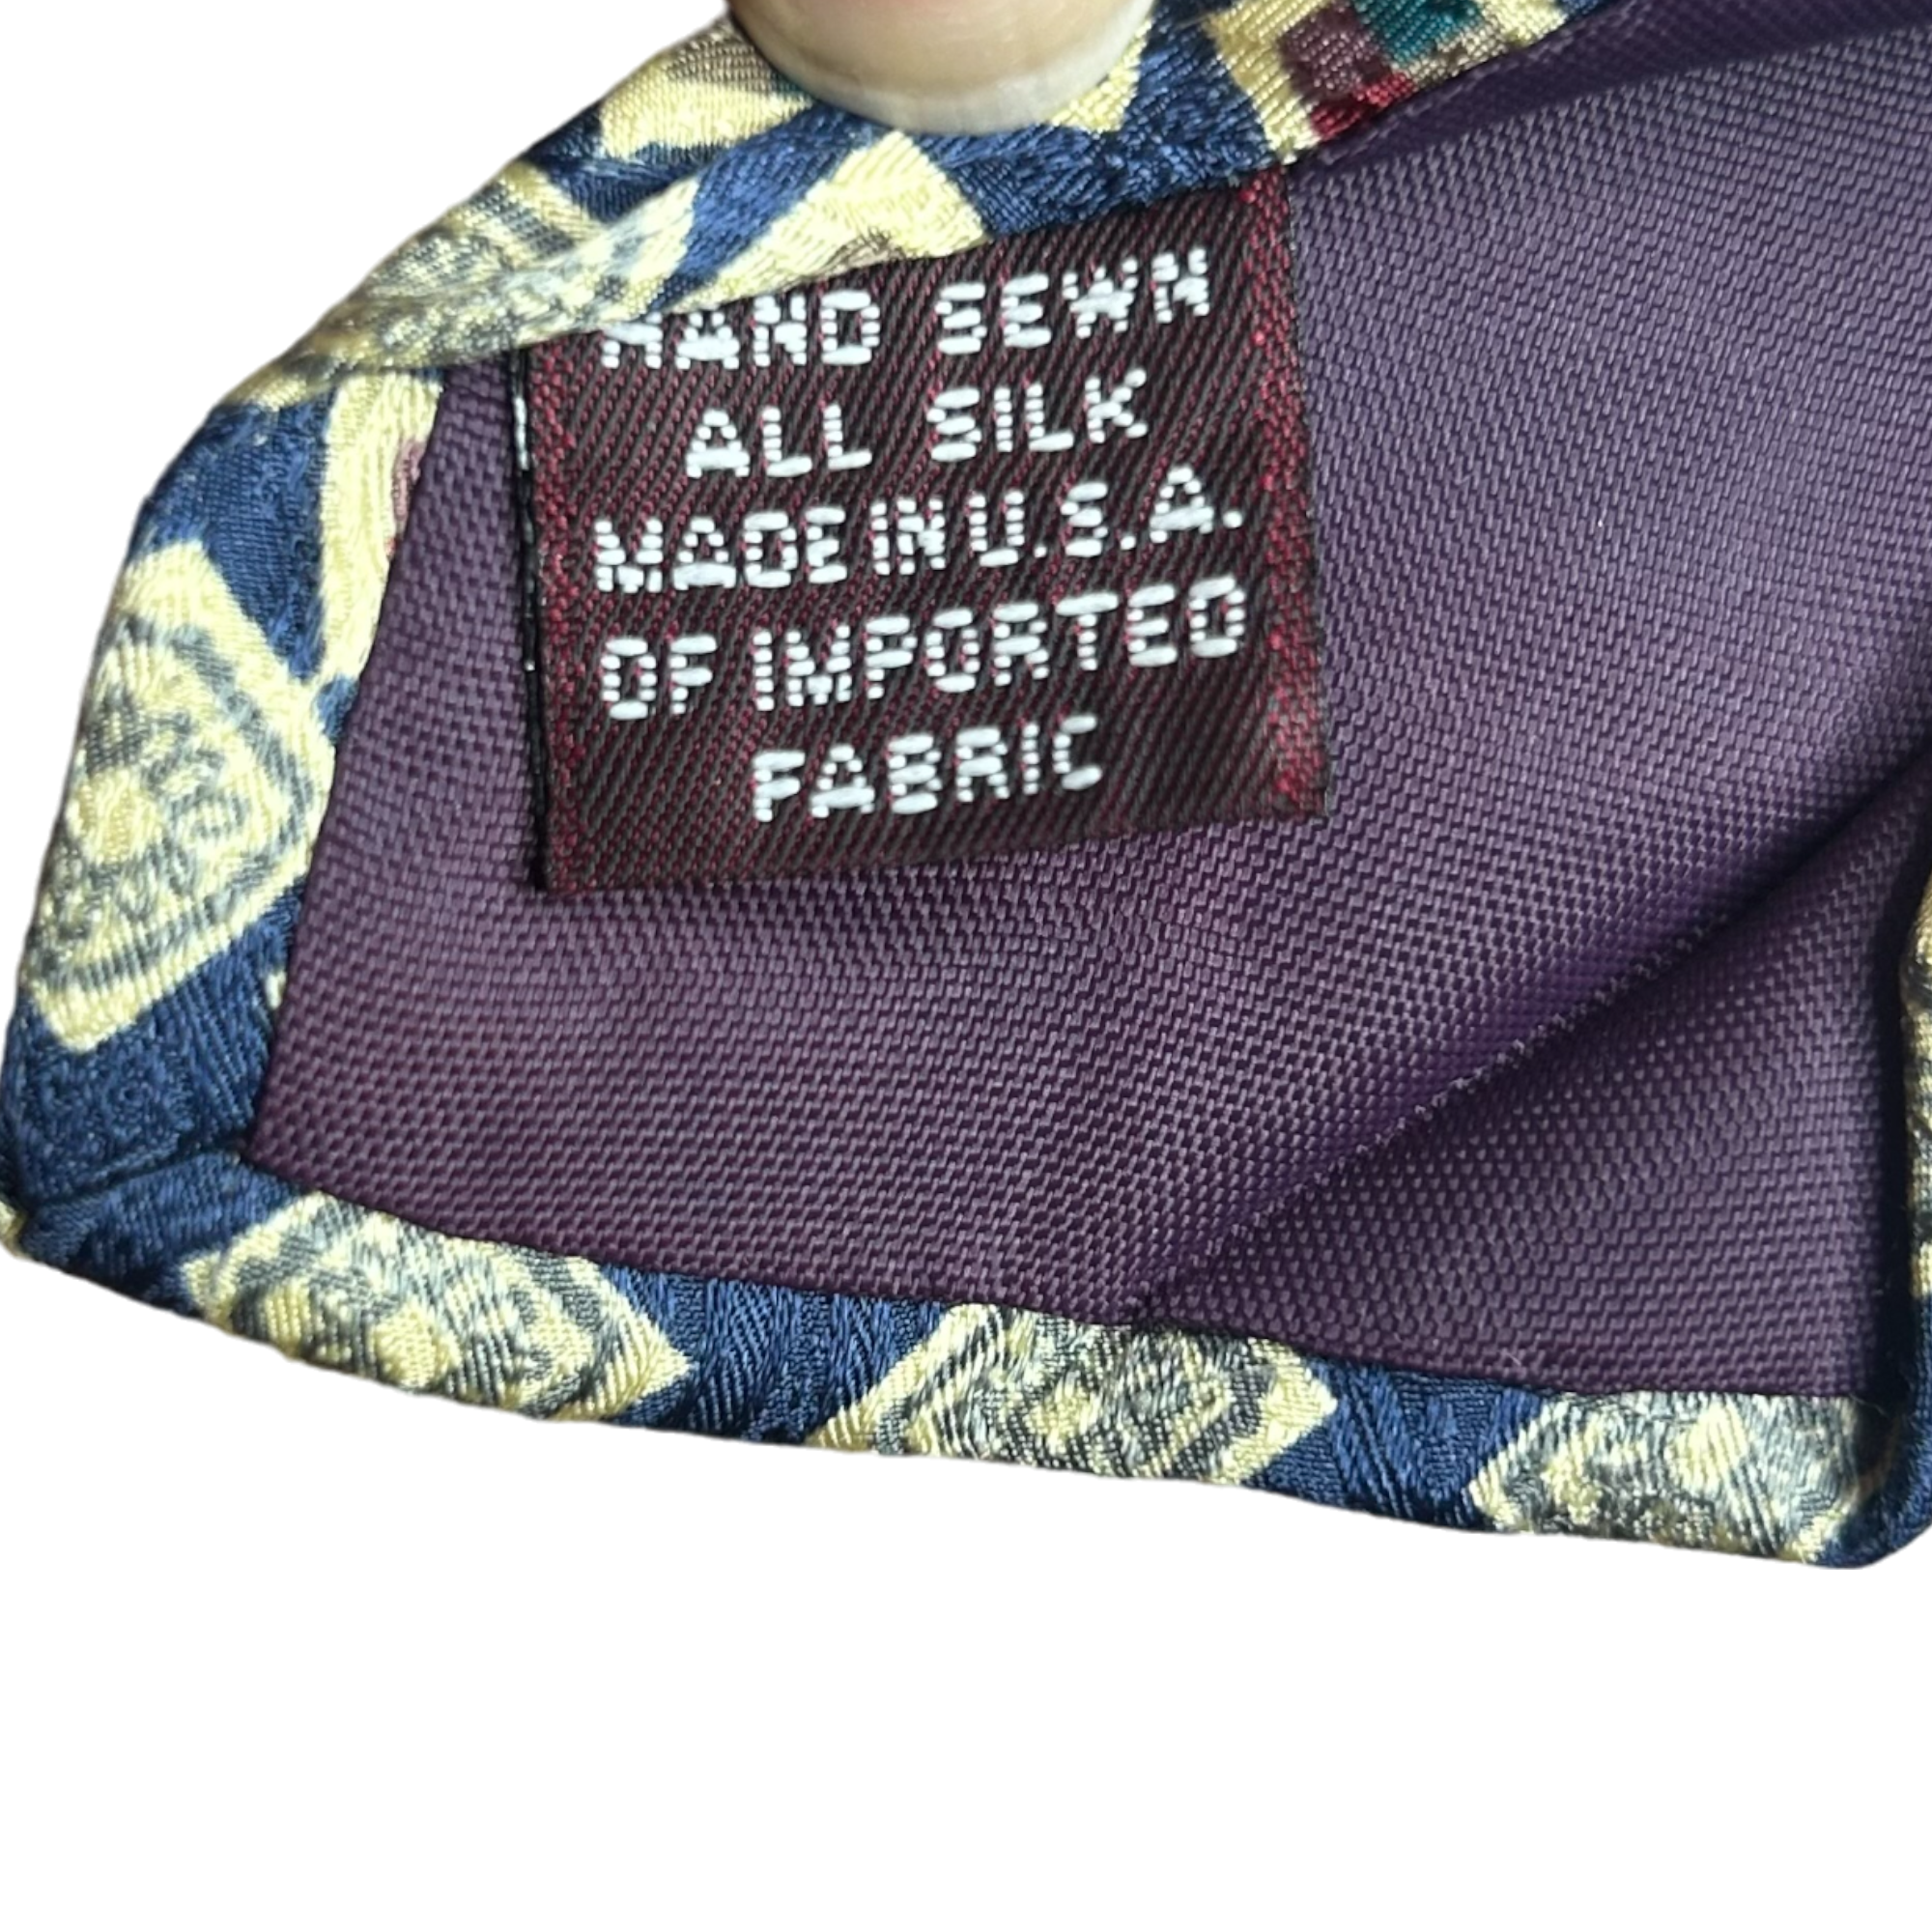 HAND SEWN
ALL SILK
MADE IN U.S.A.
OF IMPORTED
FABRIC